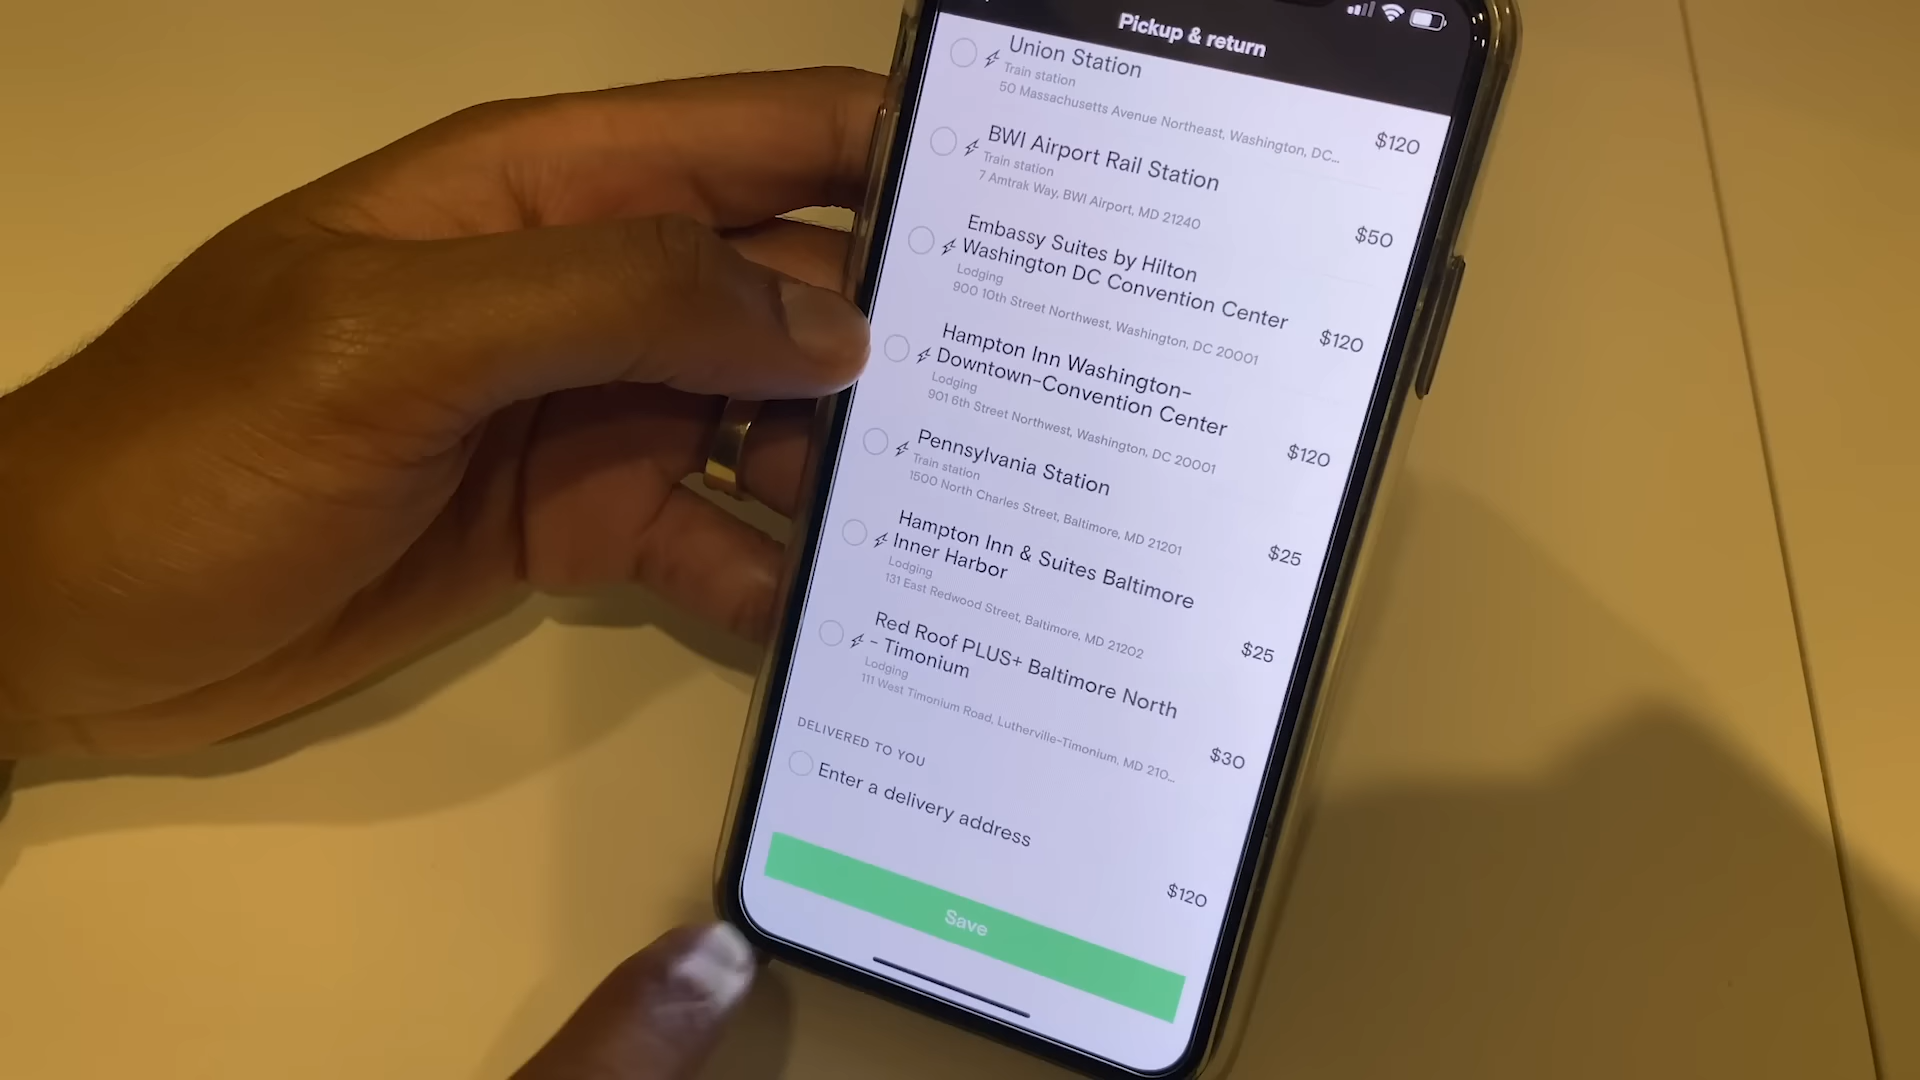 Pickup & return
Union Station
Train station
50 Massachusetts Avenue Northeast, Washington, DC...
$120
BWI Airport Rail Station
Train station
7 Amtrak Way, BWI Airport, MD 21240
$50
Embassy Suites by Hilton
Washington DC Convention Center
Lodging
900 10th Street Northwest, Washington, DC 20001
$120
Hampton Inn Washington-
Downtown-Convention Center
Lodging
901 6th Street Northwest, Washington, DC 20001
$120
Pennsylvania Station
Train station
1500 North Charles Street, Baltimore, MD 21201
$25
Hampton Inn & Suites Baltimore
Inner Harbor
Lodging
131 East Redwood Street, Baltimore, MD 21202
$25
Red Roof PLUS+ Baltimore North
- Timonium
Lodging
111 West Timonium Road, Lutherville-Timonium, MD 210...
$30
DELIVERED TO YOU
Enter a delivery address
$120
Save